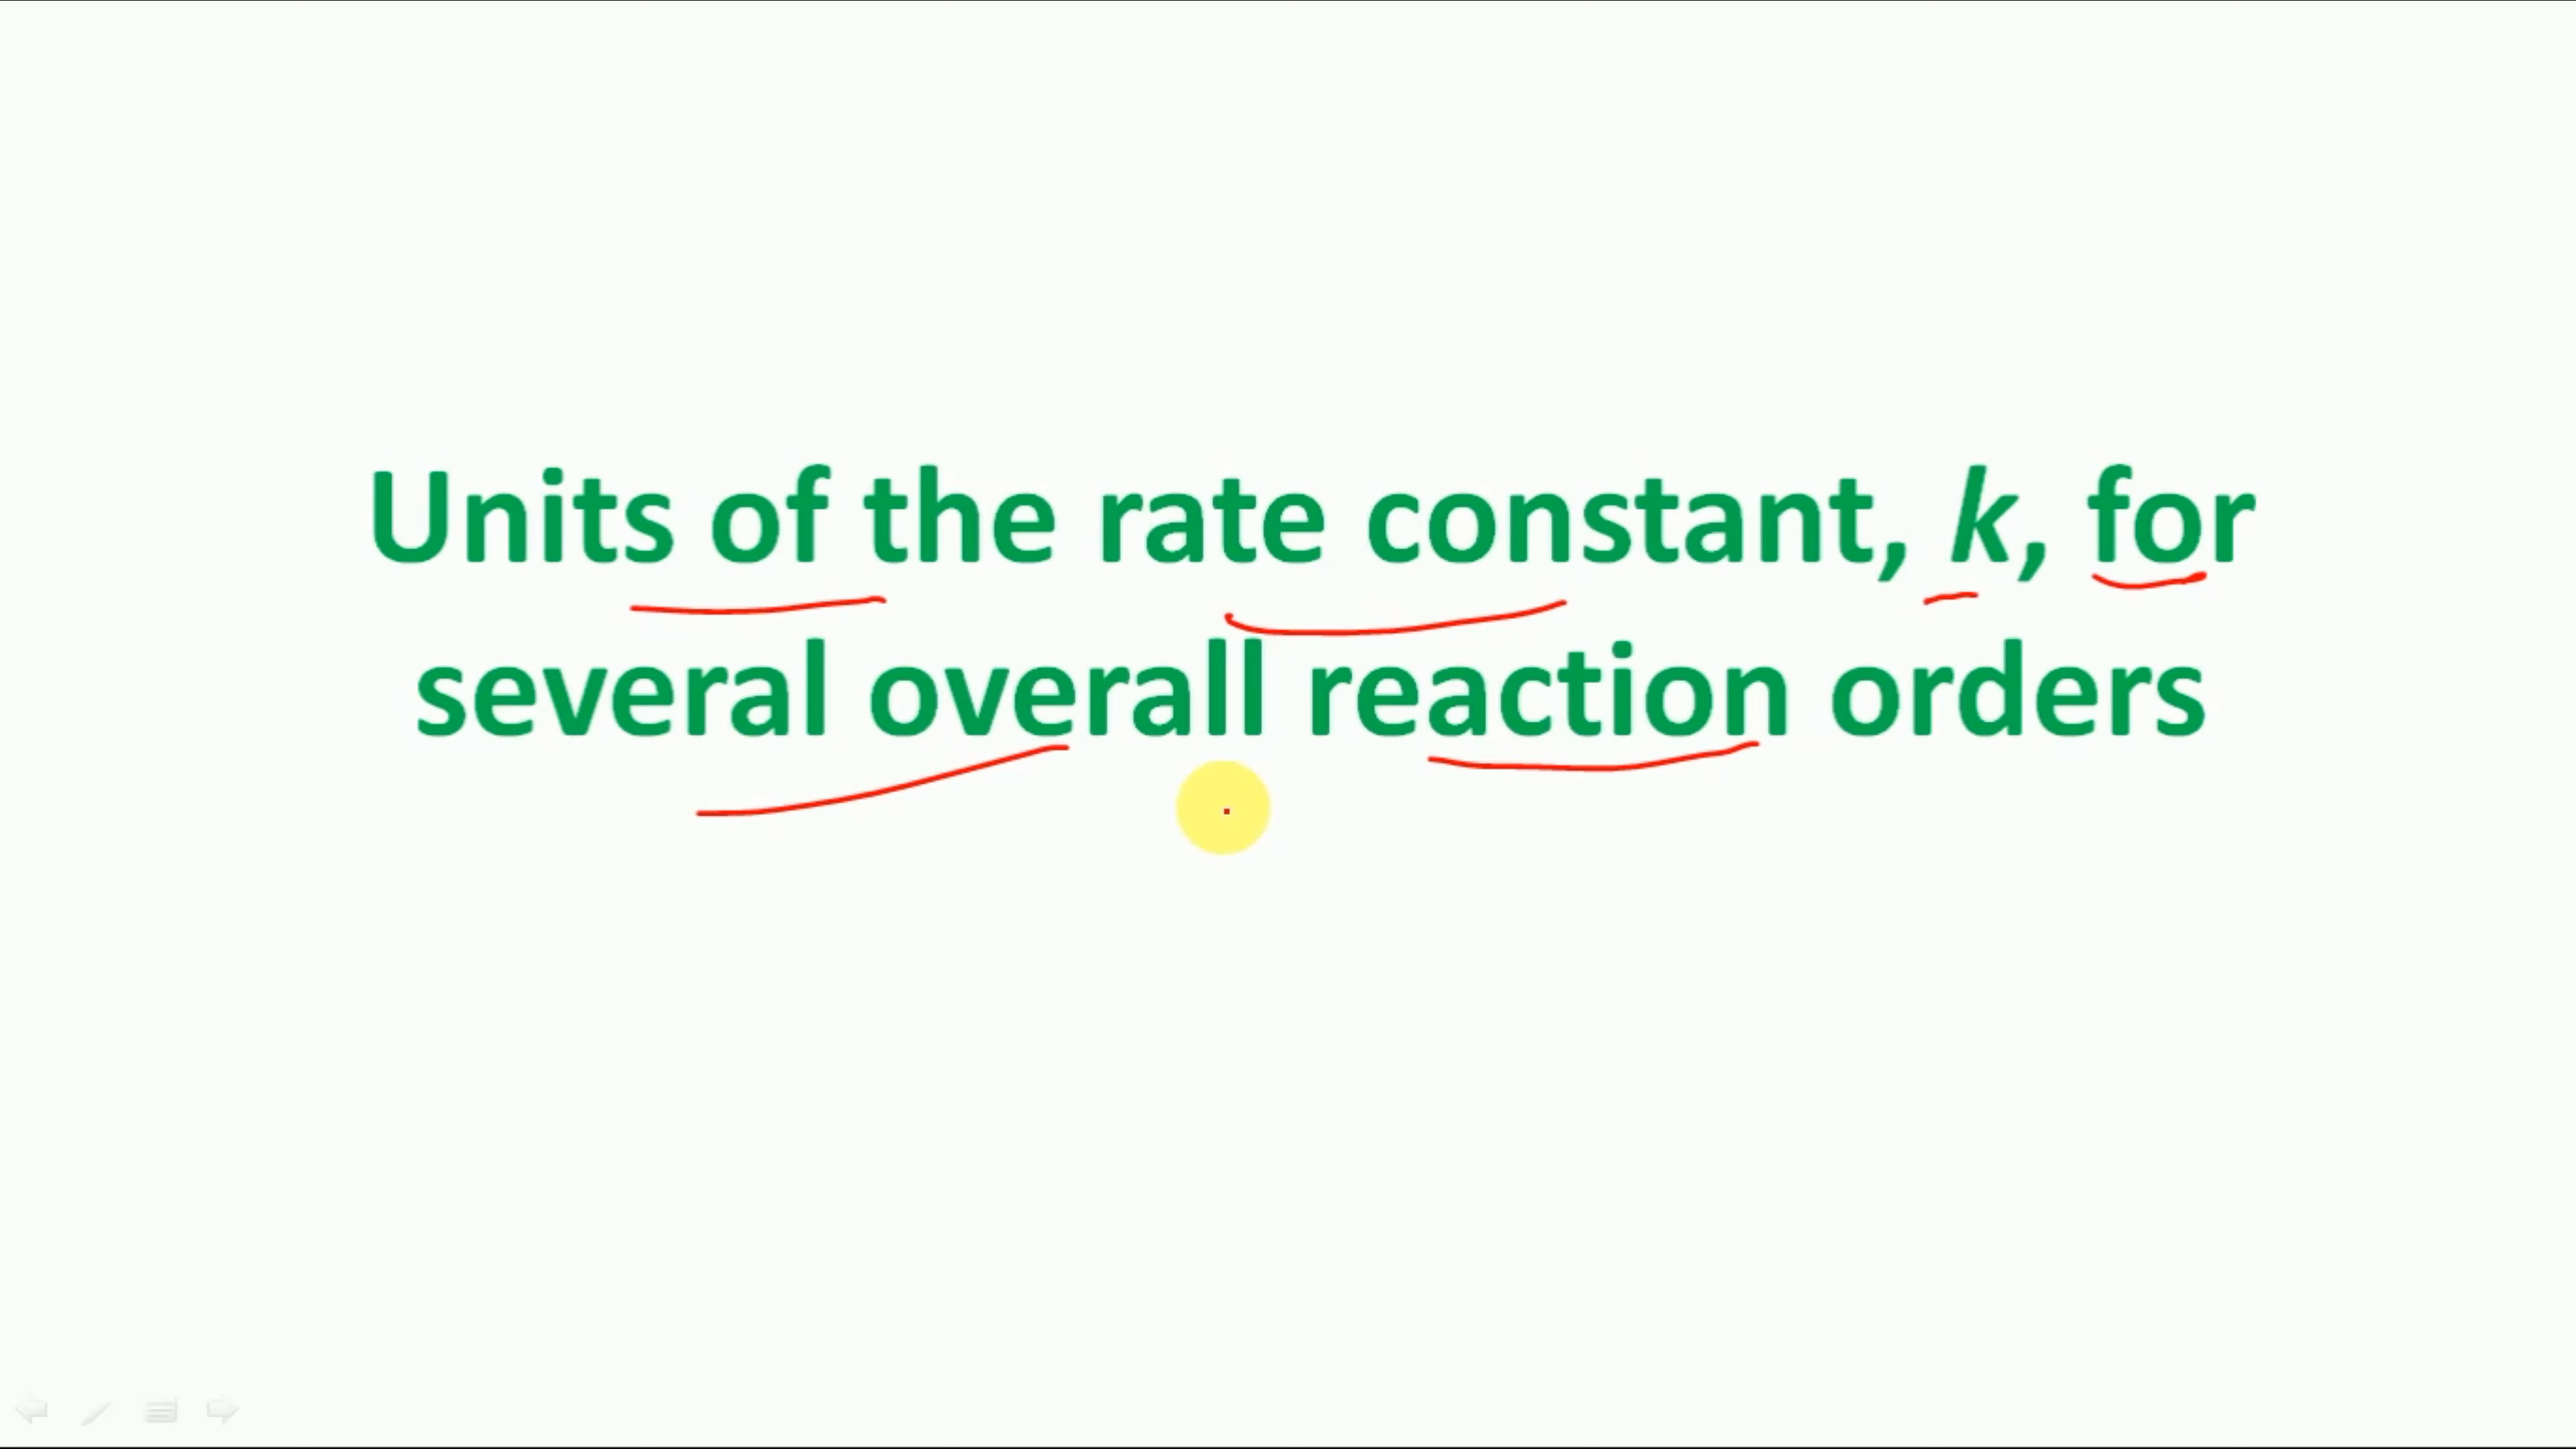 Units of the rate constant, k, for
several overall reaction orders